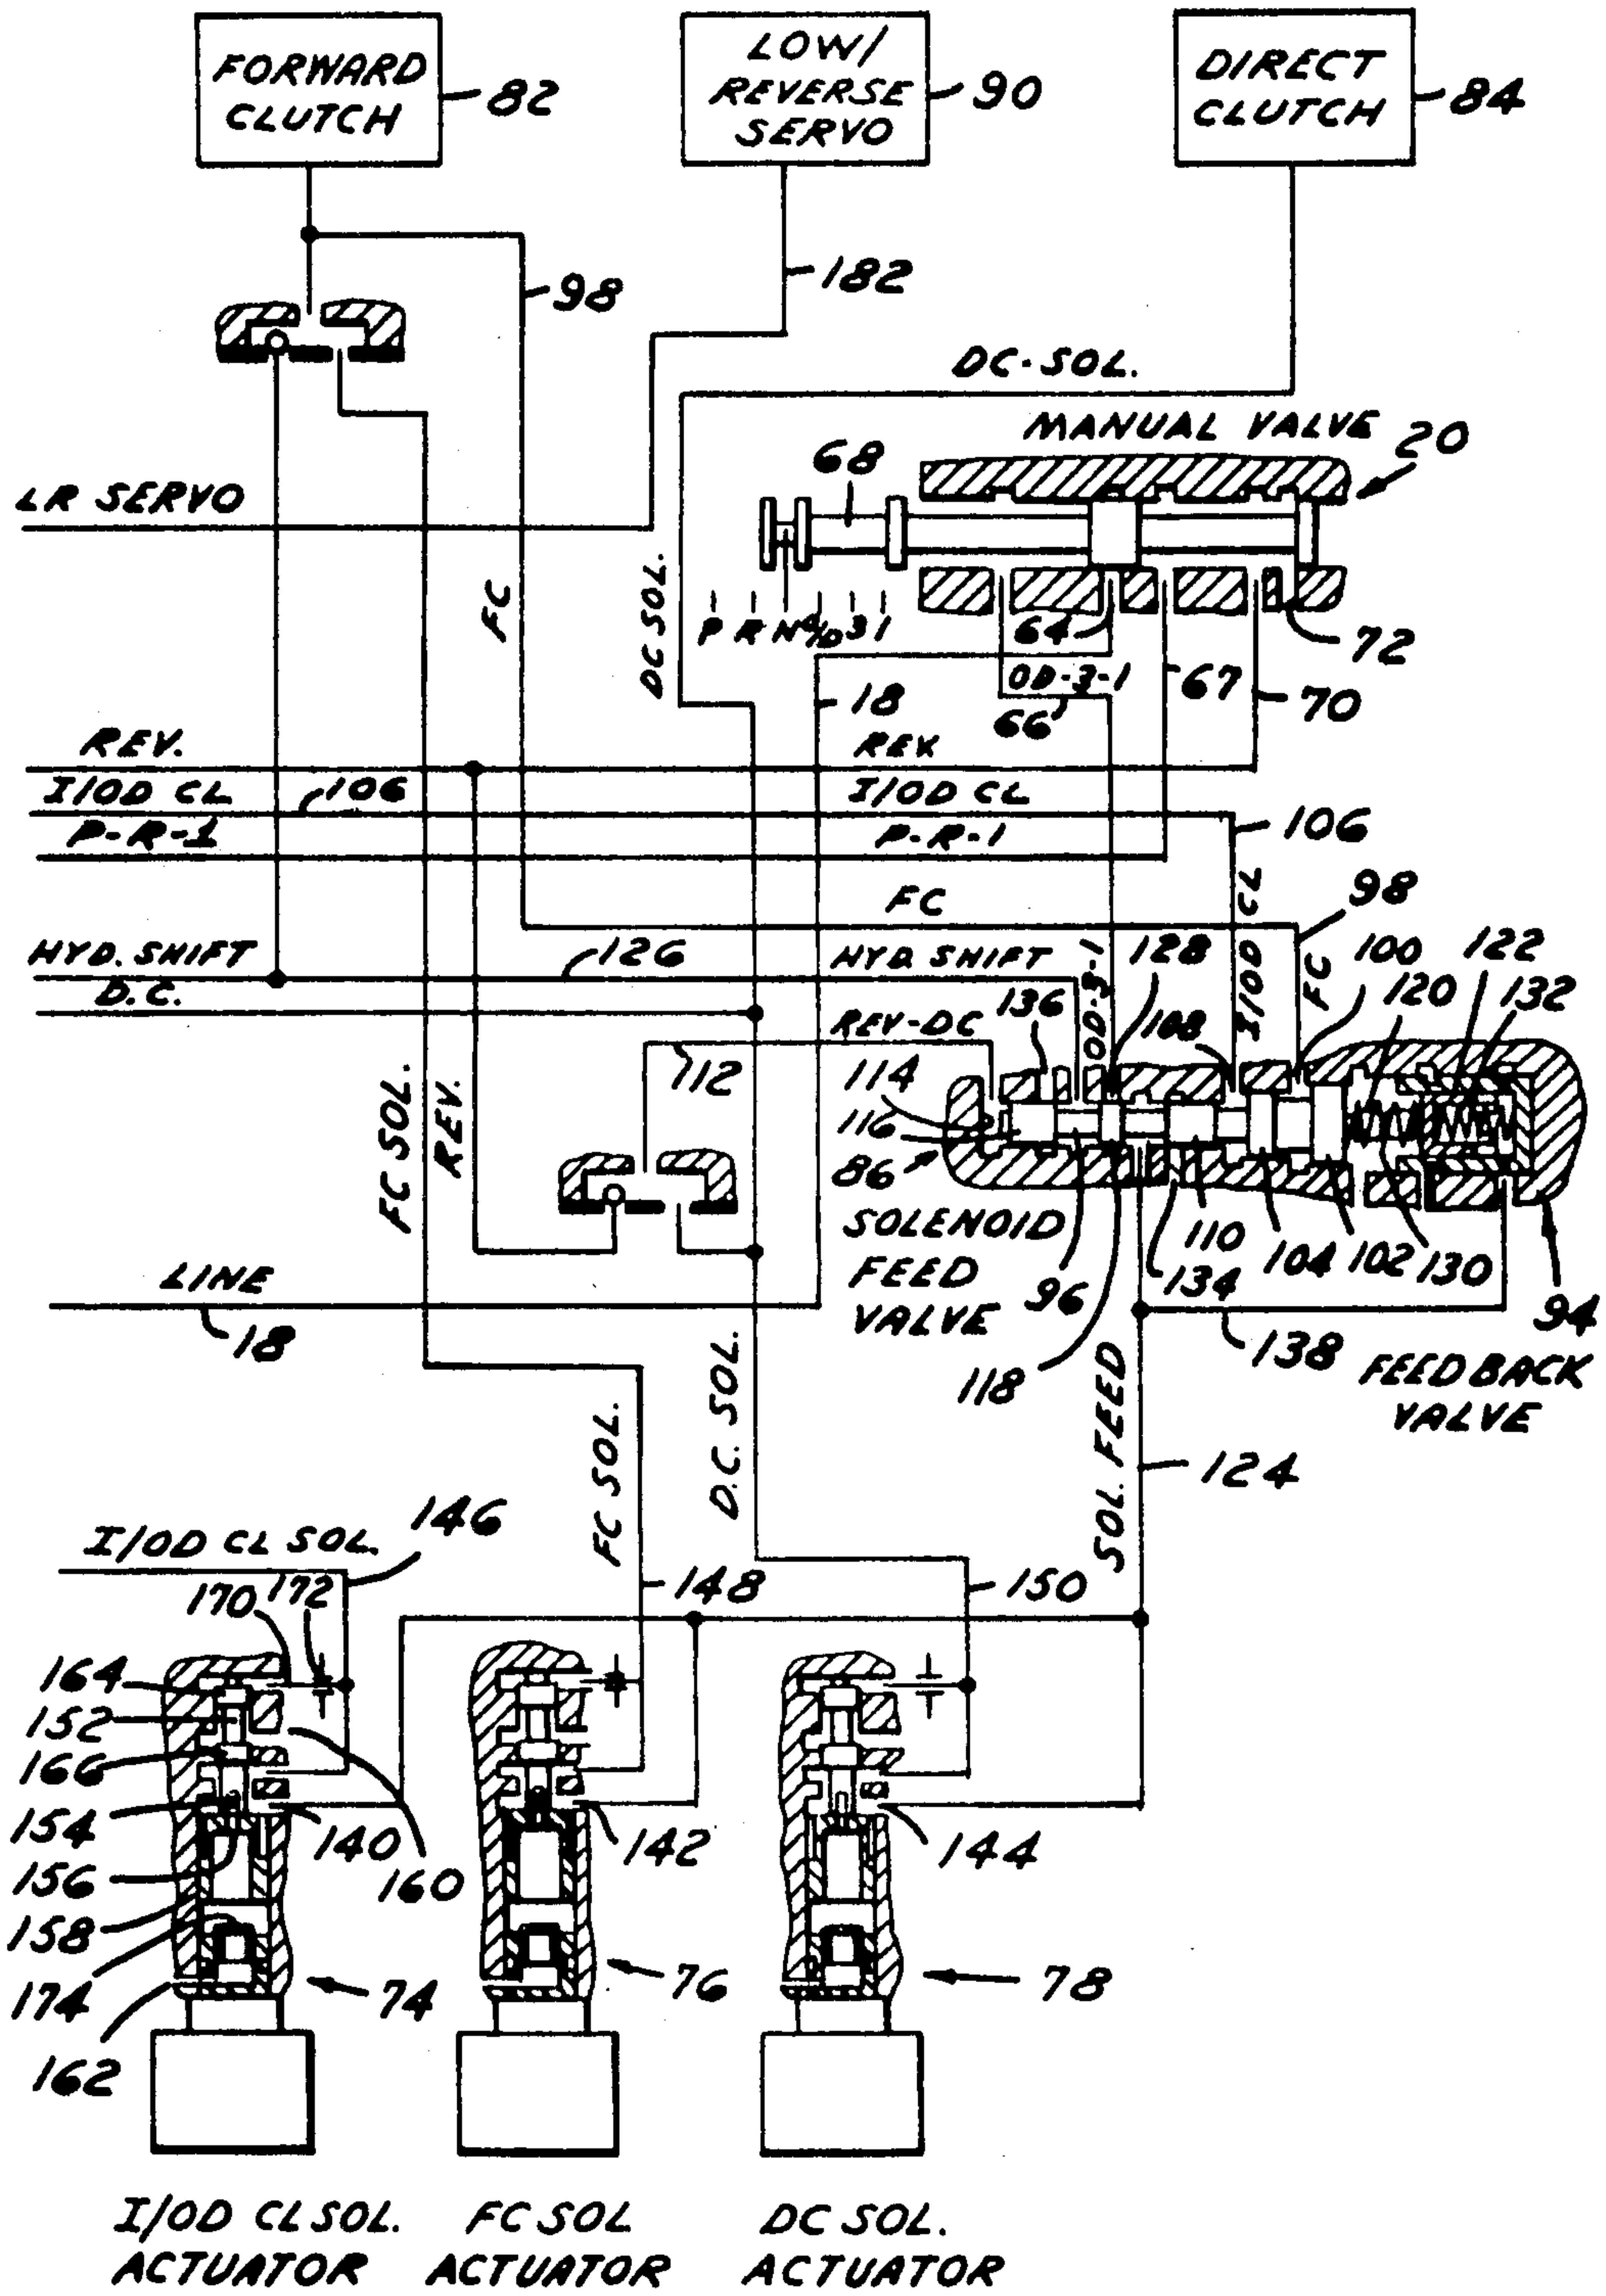 FORWARD
CLUTCH
82
LOW/
REVERSE
SERVO
90
DIRECT
CLUTCH
84
98
182
DC-SOL.
MANUAL VALVE
20
68
LR SERVO
FC
DC SOL.
P R N 4/D 3 1
64
72
OD-3-1
67
18
66
70
REV.
REV.
I/OD CL
106
I/OD CL
P-R-1
P-R-1
106
FC
98
I/OD CL
HYD. SHIFT
126
HYD. SHIFT
128
OD-3-1
FC
100
122
D.C.
136
108
120
132
REV-DC
112
114
116
86
FC SOL.
REV.
SOLENOID
FEED
VALVE
96
110
134
104
102
130
94
LINE
18
118
138
FEEDBACK
VALVE
D.C. SOL.
FC SOL.
SOL. FEED
124
146
I/OD CL SOL.
170
172
148
150
164
152
166
154
140
142
144
156
160
158
174
74
76
78
162
I/OD CL SOL.
ACTUATOR
FC SOL
ACTUATOR
DC SOL.
ACTUATOR